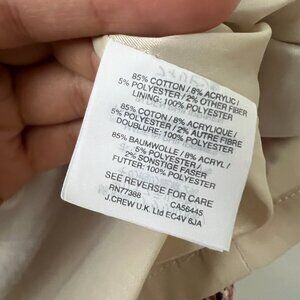 85% COTTON / 8% ACRYLIC /
5% POLYESTER / 2% OTHER FIBER
LINING: 100% POLYESTER
85% COTON / 8% ACRYLIQUE /
5% POLYESTER / 2% AUTRE FIBRE
DOUBLURE: 100% POLYESTER
85% BAUMWOLLE / 8% ACRYL /
5% POLYESTER /
2% SONSTIGE FASER
FUTTER: 100% POLYESTER
SEE REVERSE FOR CARE
RN77388 CA56445
J.CREW U.K. Ltd EC4V 6JA